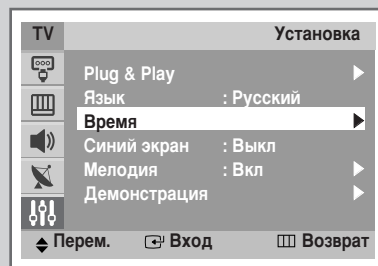 TV Установка
Plug & Play
Язык : Русский
Время
Синий экран : Выкл
Мелодия : Вкл
Демонстрация
Перем. Вход Возврат